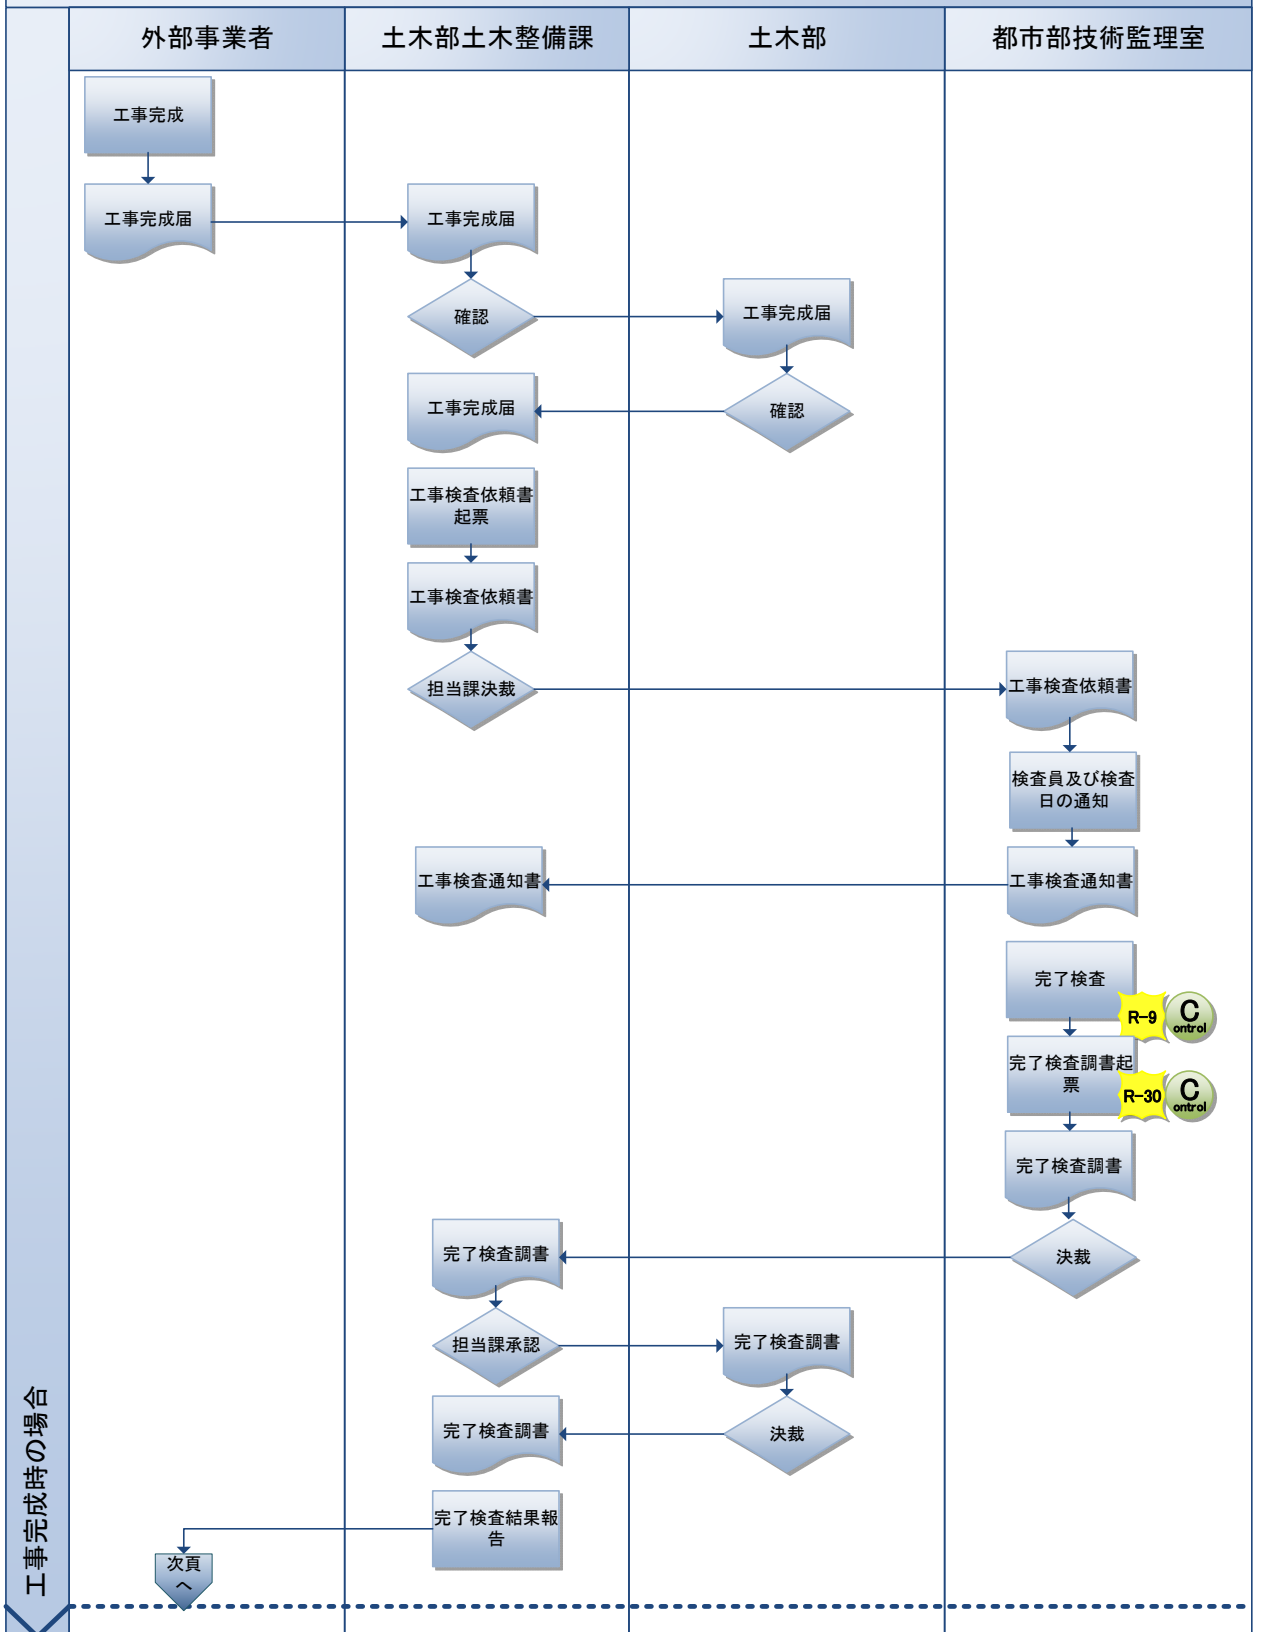 外部事業者
土木部土木整備課
土木部
都市部技術監理室
工事完成
工事完成届
工事完成届
確認
工事完成届
工事完成届
確認
工事検査依頼書
起票
工事検査依頼書
担当課決裁
工事検査依頼書
検査員及び検査
日の通知
工事検査通知書
工事検査通知書
完了検査
R-9
C
ontrol
完了検査調書起
票
R-30
C
ontrol
完了検査調書
完了検査調書
決裁
担当課承認
完了検査調書
完了検査調書
決裁
完了検査結果報
告
次頁
へ
工事完成時の場合